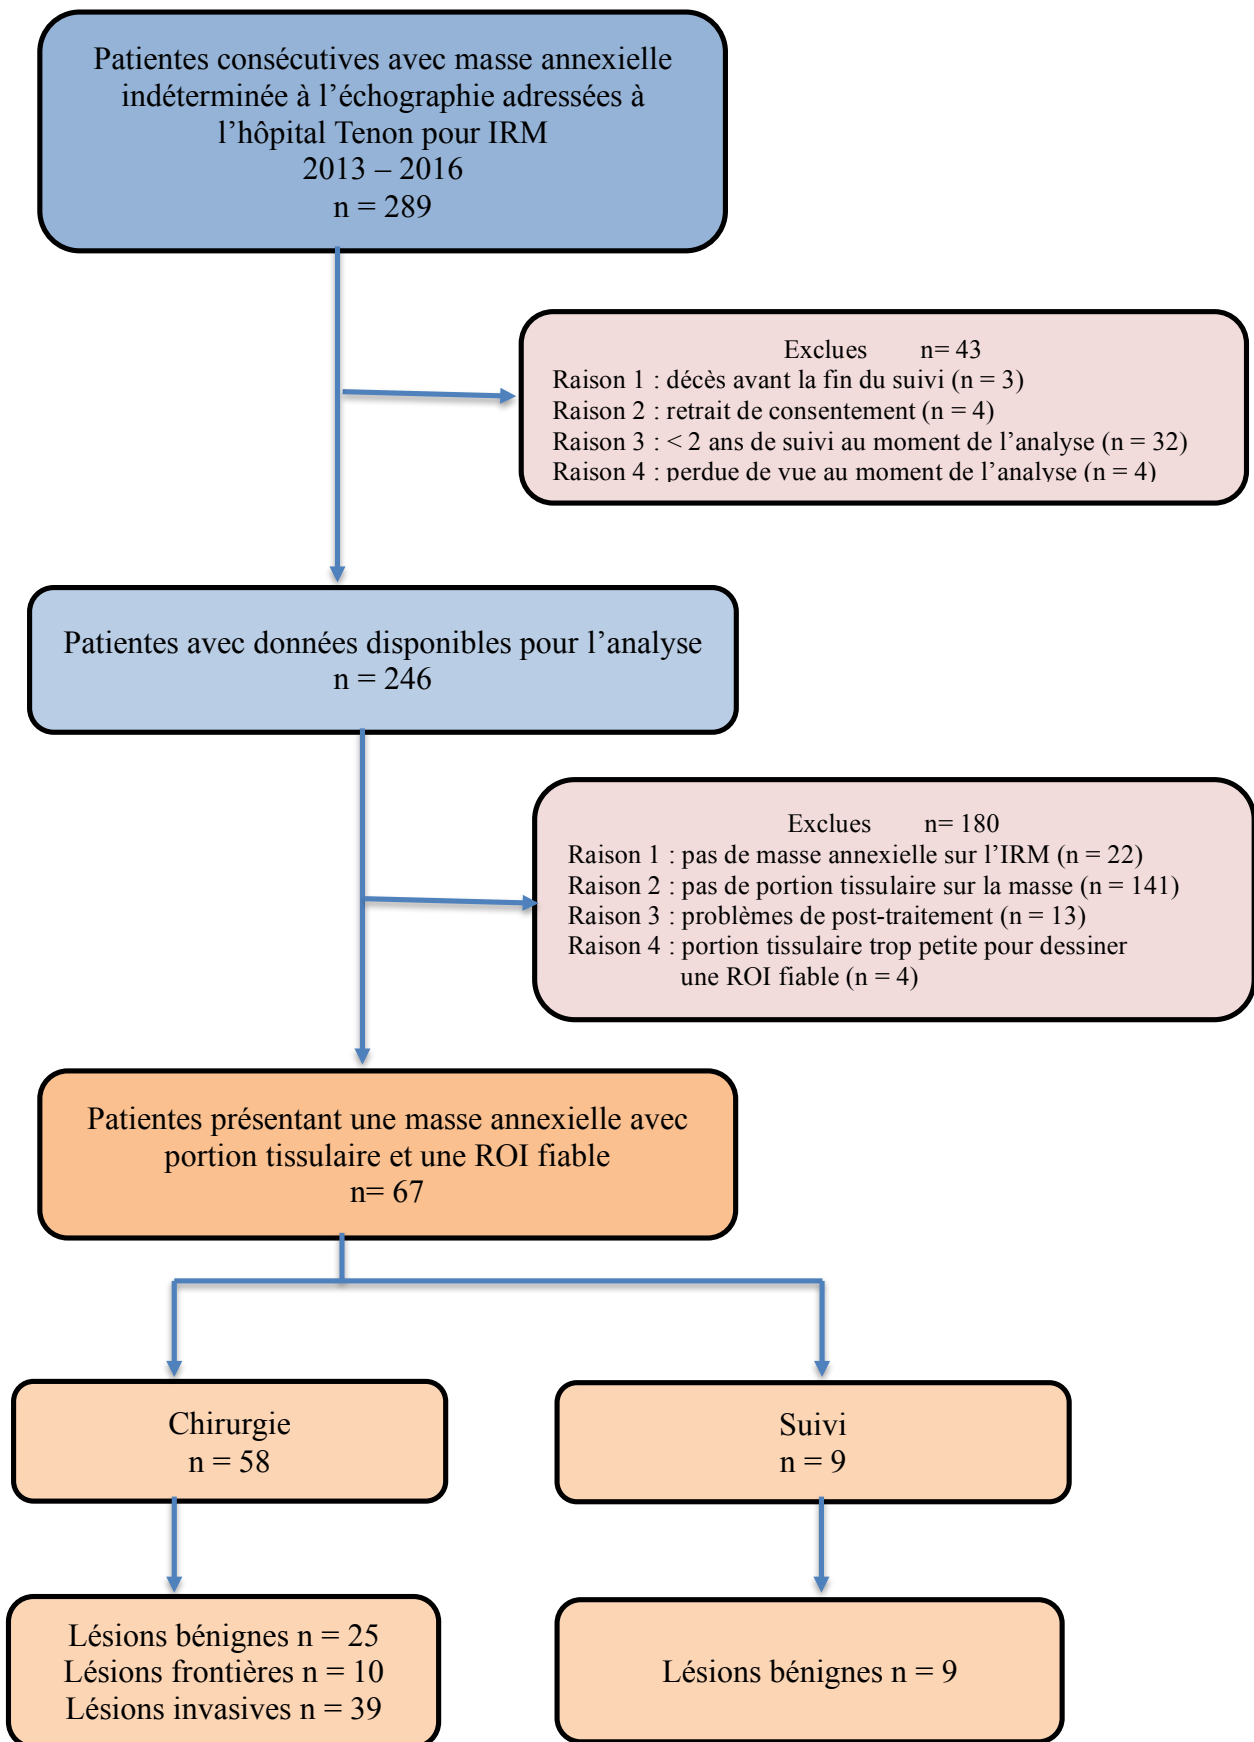 Patientes consécutives avec masse annexielle
indéterminée à l’échographie adressées à
l’hôpital Tenon pour IRM
2013 – 2016
n = 289
Exclues n= 43
Raison 1 : décès avant la fin du suivi (n = 3)
Raison 2 : retrait de consentement (n = 4)
Raison 3 : < 2 ans de suivi au moment de l’analyse (n = 32)
Raison 4 : perdue de vue au moment de l’analyse (n = 4)
Patientes avec données disponibles pour l’analyse
n = 246
Exclues n= 180
Raison 1 : pas de masse annexielle sur l’IRM (n = 22)
Raison 2 : pas de portion tissulaire sur la masse (n = 141)
Raison 3 : problèmes de post-traitement (n = 13)
Raison 4 : portion tissulaire trop petite pour dessiner
une ROI fiable (n = 4)
Patientes présentant une masse annexielle avec
portion tissulaire et une ROI fiable
n= 67
Chirurgie
n = 58
Suivi
n = 9
Lésions bénignes n = 25
Lésions frontières n = 10
Lésions invasives n = 39
Lésions bénignes n = 9